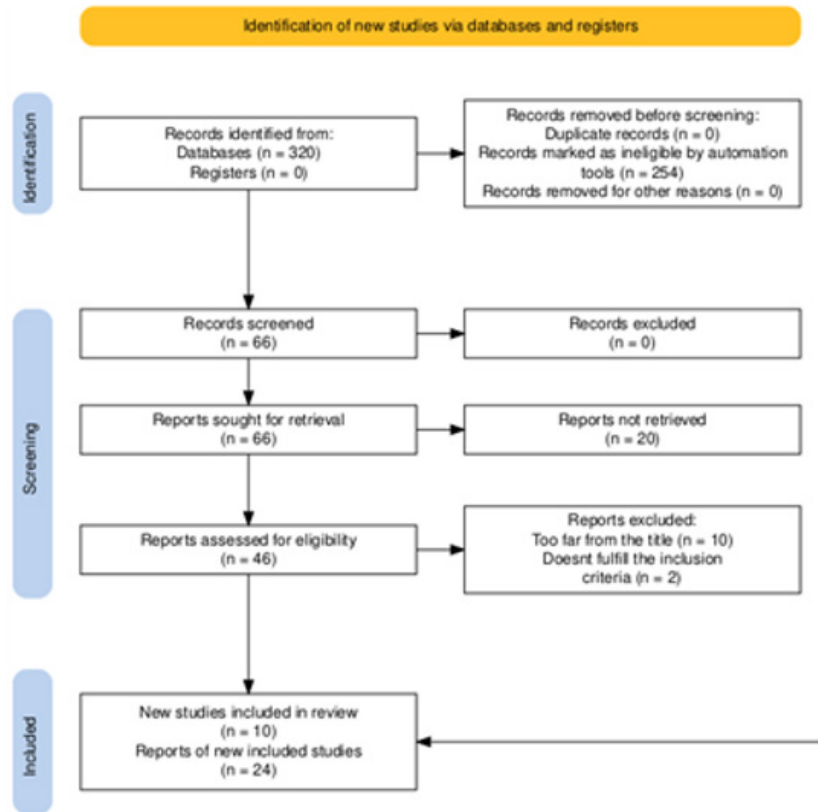 Identification of new studies via databases and registers
Identification
Records identified from:
Databases (n = 320)
Registers (n = 0)
Records removed before screening:
Duplicate records (n = 0)
Records marked as ineligible by automation
tools (n = 254)
Records removed for other reasons (n = 0)
Screening
Records screened
(n = 66)
Records excluded
(n = 0)
Reports sought for retrieval
(n = 66)
Reports not retrieved
(n = 20)
Reports assessed for eligibility
(n = 46)
Reports excluded:
Too far from the title (n = 10)
Doesnt fulfill the inclusion
criteria (n = 2)
Included
New studies included in review
(n = 10)
Reports of new included studies
(n = 24)